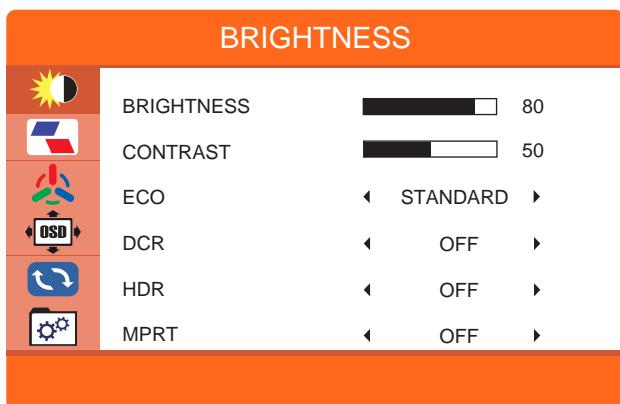 BRIGHTNESS
BRIGHTNESS 80
CONTRAST 50
ECO STANDARD
DCR OFF
OSD
HDR OFF
MPRT OFF